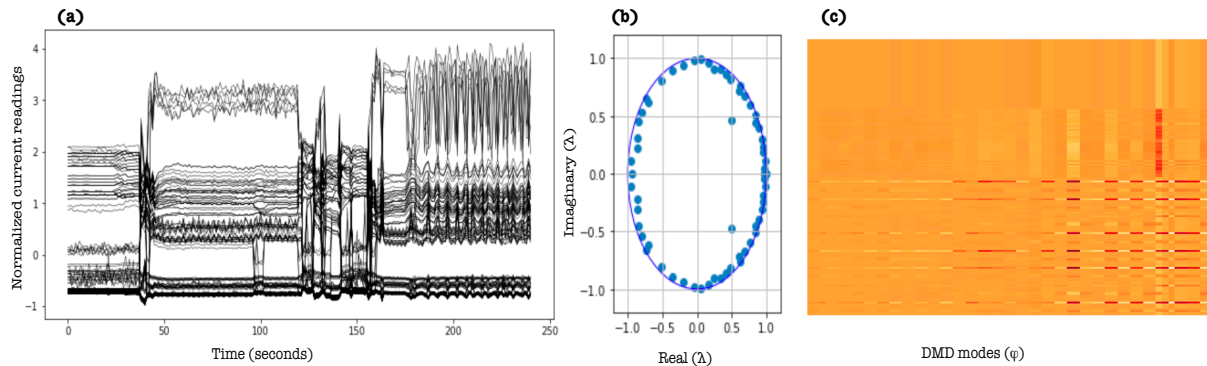 (a)
Normalized current readings
4
3
2
1
0
−1
0
50
100
150
200
250
Time (seconds)
(b)
Imaginary (λ)
1.0
0.5
0.0
−0.5
−1.0
−1.0 −0.5 0.0 0.5 1.0
Real (λ)
(c)
DMD modes (φ)